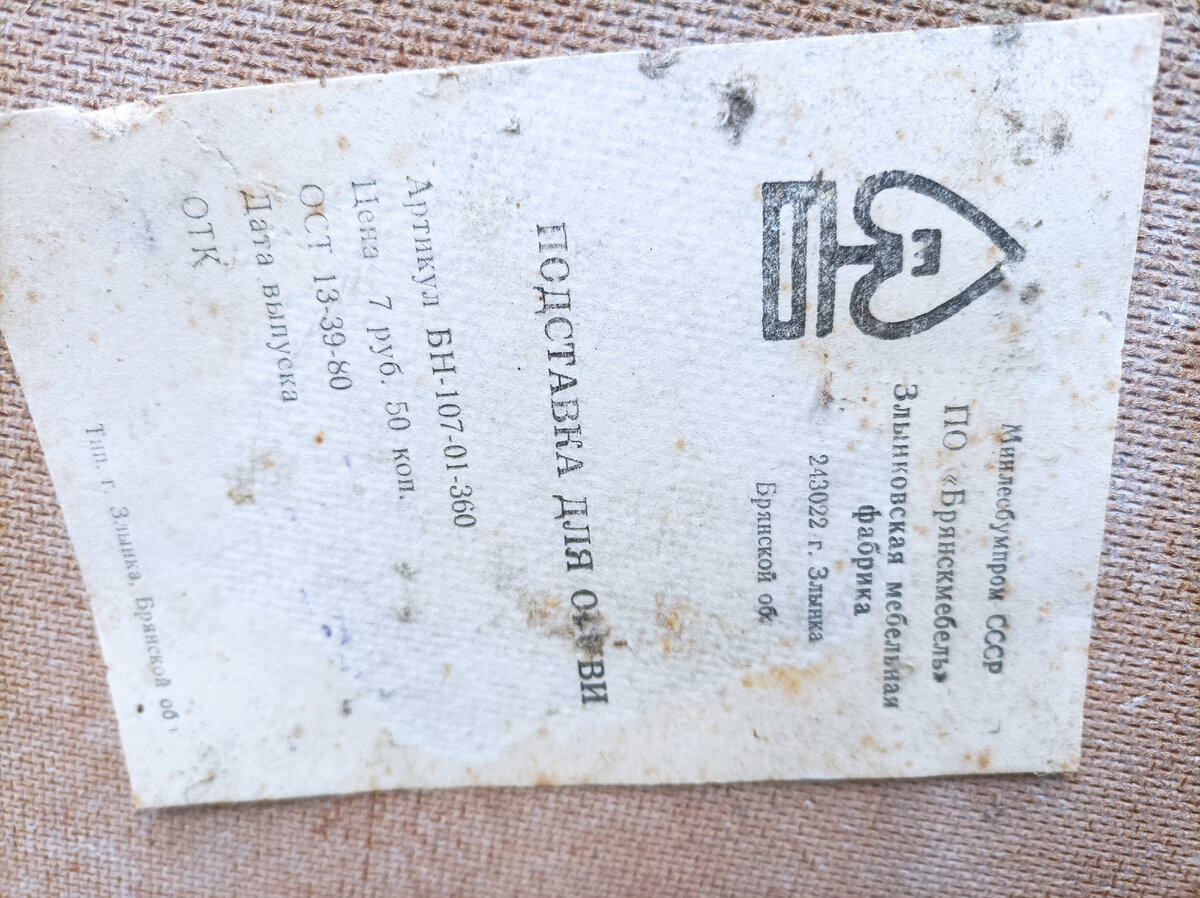 Минлесбумпром СССР
ПО «Брянскмебель»
Злынковская мебельная
фабрика
243022 г. Злынка
Брянской об
ПОДСТАВКА ДЛЯ ОБУВИ
Артикул БН-107-01-360
Цена 7 руб. 50 коп.
ОСТ 13-39-80
Дата выпуска
ОТК
Тип. г. Злынка, Брянской об